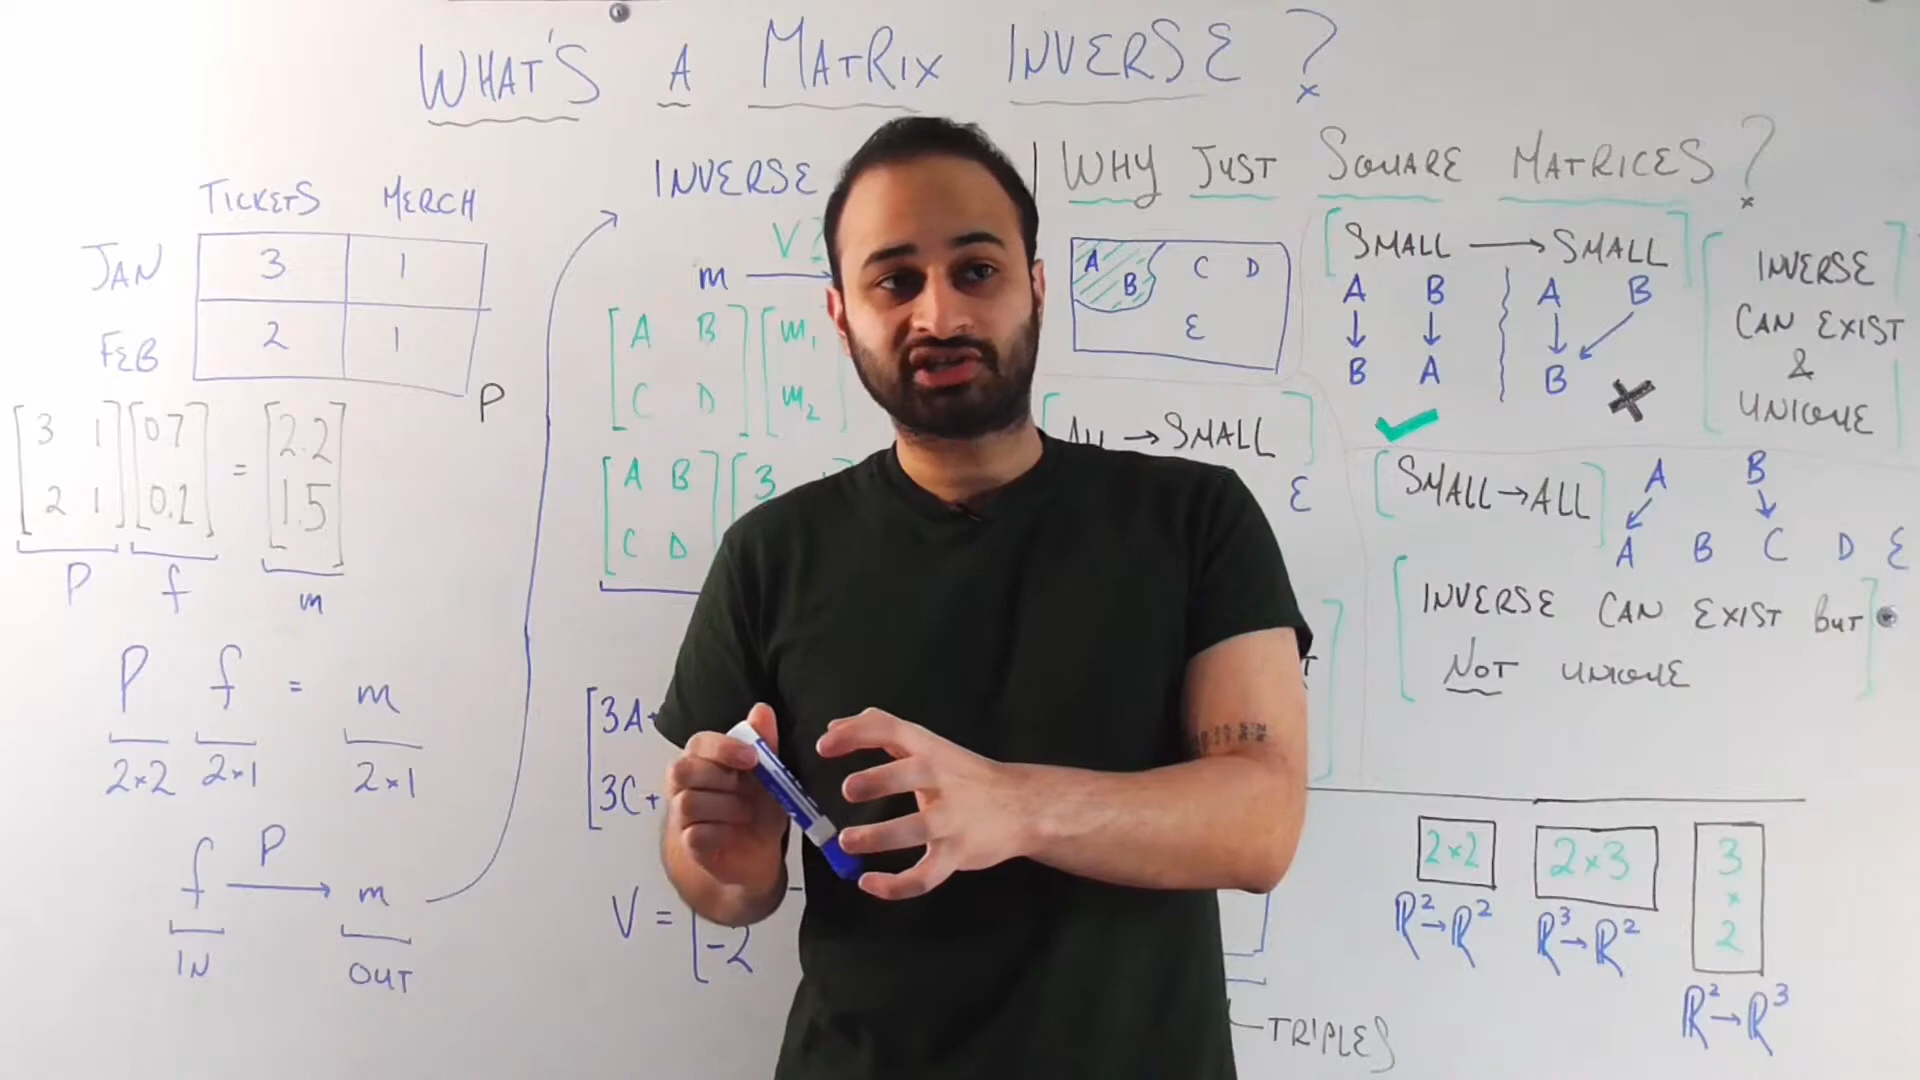 WHAT'S A MATRIX INVERSE?
TICKETS MERCH
JAN 3 1
FEB 2 1
P
[3 1] [0.7] = [2.2]
[2 1] [0.1] [1.5]
P f m
P f = m
2×2 2×1 2×1
P
f → m
IN OUT
INVERSE
V?
m →
[A B] [m₁
[C D] [m₂
[A B] [3
[C D]
[3A+
[3C+
V = [
-2
WHY JUST SQUARE MATRICES?
A B C D
E
[SMALL → SMALL]
A B A B
↓ ↓ ↓ ↙
B A B
✓ ✗
[INVERSE
CAN EXIST
&
UNIQUE]
→ SMALL]
E
[SMALL → ALL]
A B
A B C D E
[INVERSE CAN EXIST BUT
NOT UNIQUE]
2×2 2×3 3
×
2
ℝ² → ℝ² ℝ³ → ℝ²
ℝ² → ℝ³
TRIPLES